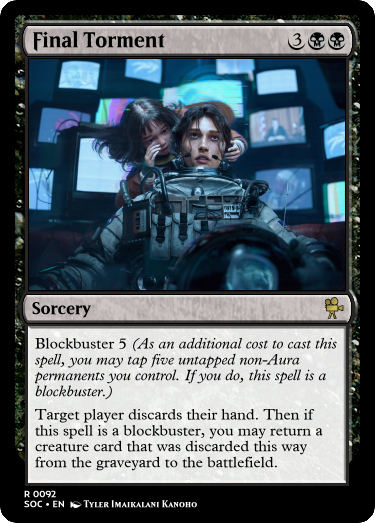 Final Torment 3
Sorcery
Blockbuster 5 (As an additional cost to cast this
spell, you may tap five untapped non-Aura
permanents you control. If you do, this spell is a
blockbuster.)
Target player discards their hand. Then if
this spell is a blockbuster, you may return a
creature card that was discarded this way
from the graveyard to the battlefield.
R 0092
SOC • EN Tyler Imaikalani Kanoho